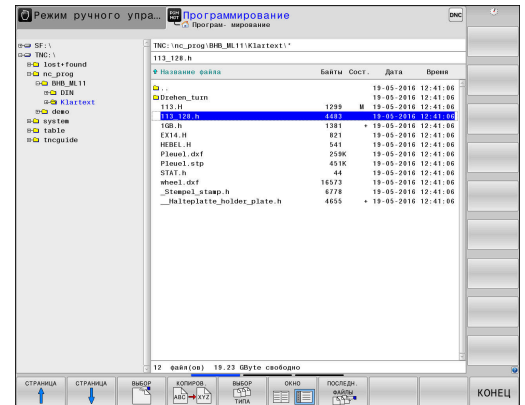 Режим ручного упра…
PGM
MGT
Программирование
Програм- мирование
DNC
SF:\
TNC:\
lost+found
nc_prog
BHB_ML11
DIN
Klartext
demo
system
table
tncguide
TNC:\nc_prog\BHB_ML11\Klartext\*
113_128.h
Название файла Байты Сост. Дата Время
.. 19-05-2016 12:41:06
Drehen_turn 19-05-2016 12:41:06
113.H 1299 M 19-05-2016 12:41:06
113_128.h 4483 19-05-2016 12:41:06
1GB.h 1381 + 19-05-2016 12:41:06
EX14.H 821 19-05-2016 12:41:06
HEBEL.H 541 19-05-2016 12:41:06
Pleuel.dxf 259K 19-05-2016 12:41:06
Pleuel.stp 451K 19-05-2016 12:41:06
STAT.h 44 19-05-2016 12:41:06
wheel.dxf 16573 19-05-2016 12:41:06
_Stempel_stamp.h 6778 19-05-2016 12:41:06
__Halteplatte_holder_plate.h 4655 + 19-05-2016 12:41:06
12 файл(ов) 19.23 GByte свободно
СТРАНИЦА
СТРАНИЦА
ВЫБОР
КОПИРОВ.
ABC XYZ
ВЫБОР
ТИПА
ОКНО
ПОСЛЕДН.
ФАЙЛЫ
КОНЕЦ